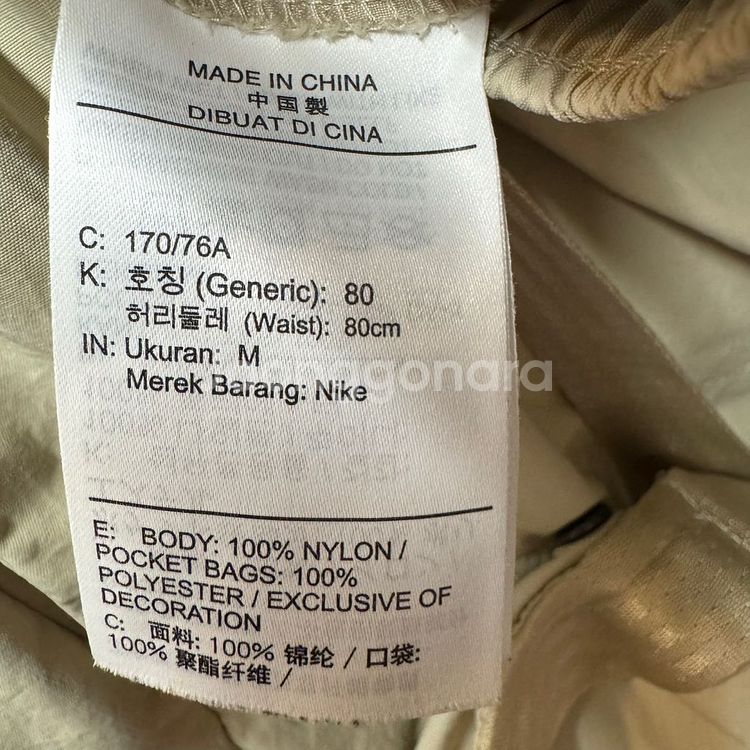 MADE IN CHINA
中国製
DIBUAT DI CINA
C: 170/76A
K: 호칭 (Generic): 80
허리둘레 (Waist): 80cm
IN: Ukuran: M
Merek Barang: Nike
E: BODY: 100% NYLON /
POCKET BAGS: 100%
POLYESTER / EXCLUSIVE OF
DECORATION
C: 面料: 100% 锦纶 / 口袋:
100% 聚酯纤维 /